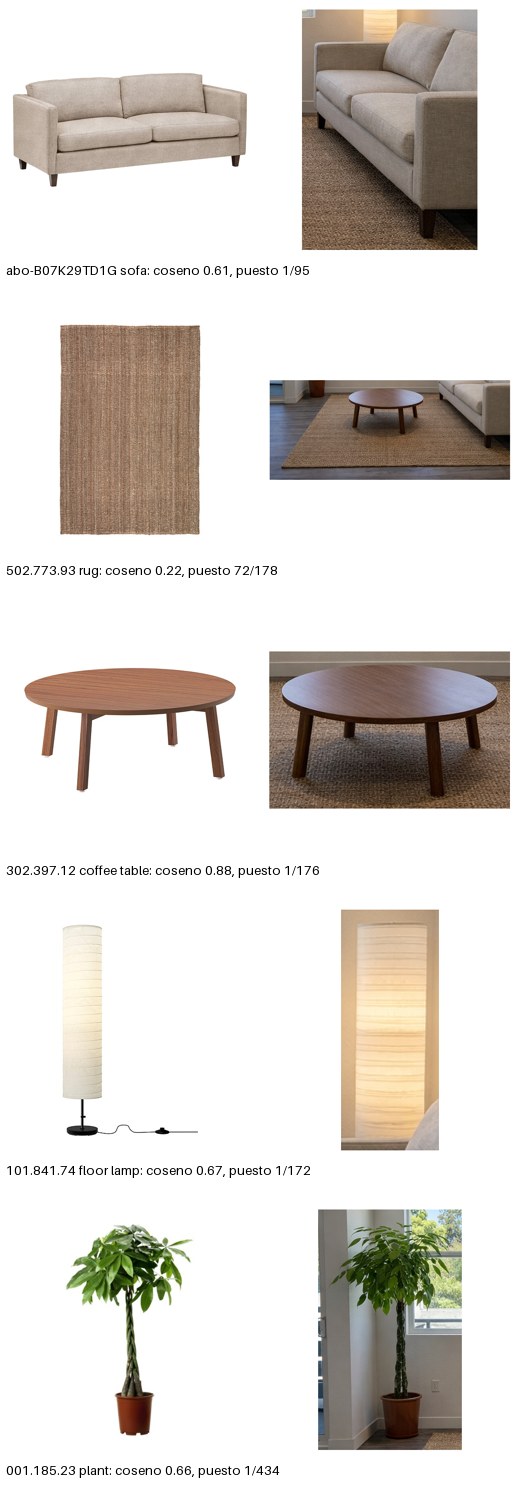 abo-B07K29TD1G sofa: coseno 0.61, puesto 1/95
502.773.93 rug: coseno 0.22, puesto 72/178
302.397.12 coffee table: coseno 0.88, puesto 1/176
101.841.74 floor lamp: coseno 0.67, puesto 1/172
001.185.23 plant: coseno 0.66, puesto 1/434